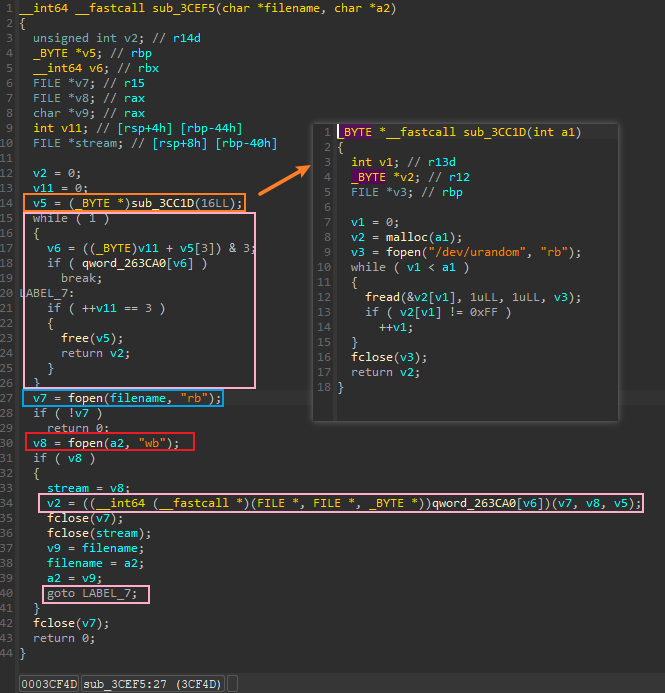 1 __int64 __fastcall sub_3CEF5(char *filename, char *a2)
2 {
3 unsigned int v2; // r14d
4 _BYTE *v5; // rbp
5 __int64 v6; // rbx
6 FILE *v7; // r15
7 FILE *v8; // rax
8 char *v9; // rax
9 int v11; // [rsp+4h] [rbp-44h]
10 FILE *stream; // [rsp+8h] [rbp-40h]
11
12 v2 = 0;
13 v11 = 0;
14 v5 = (_BYTE *)sub_3CC1D(16LL);
15 while ( 1 )
16 {
17 v6 = ((_BYTE)v11 + v5[3]) & 3;
18 if ( qword_263CA0[v6] )
19 break;
20 LABEL_7:
21 if ( ++v11 == 3 )
22 {
23 free(v5);
24 return v2;
25 }
26 }
27 v7 = fopen(filename, "rb");
28 if ( !v7 )
29 return 0;
30 v8 = fopen(a2, "wb");
31 if ( v8 )
32 {
33 stream = v8;
34 v2 = ((__int64 (__fastcall *)(FILE *, FILE *, _BYTE *))qword_263CA0[v6])(v7, v8, v5);
35 fclose(v7);
36 fclose(stream);
37 v9 = filename;
38 filename = a2;
39 a2 = v9;
40 goto LABEL_7;
41 }
42 fclose(v7);
43 return 0;
44 }
1 _BYTE *__fastcall sub_3CC1D(int a1)
2 {
3 int v1; // r13d
4 _BYTE *v2; // r12
5 FILE *v3; // rbp
6
7 v1 = 0;
8 v2 = malloc(a1);
9 v3 = fopen("/dev/urandom", "rb");
10 while ( v1 < a1 )
11 {
12 fread(&v2[v1], 1uLL, 1uLL, v3);
13 if ( v2[v1] != 0xFF )
14 ++v1;
15 }
16 fclose(v3);
17 return v2;
18 }
0003CF4D sub_3CEF5:27 (3CF4D)